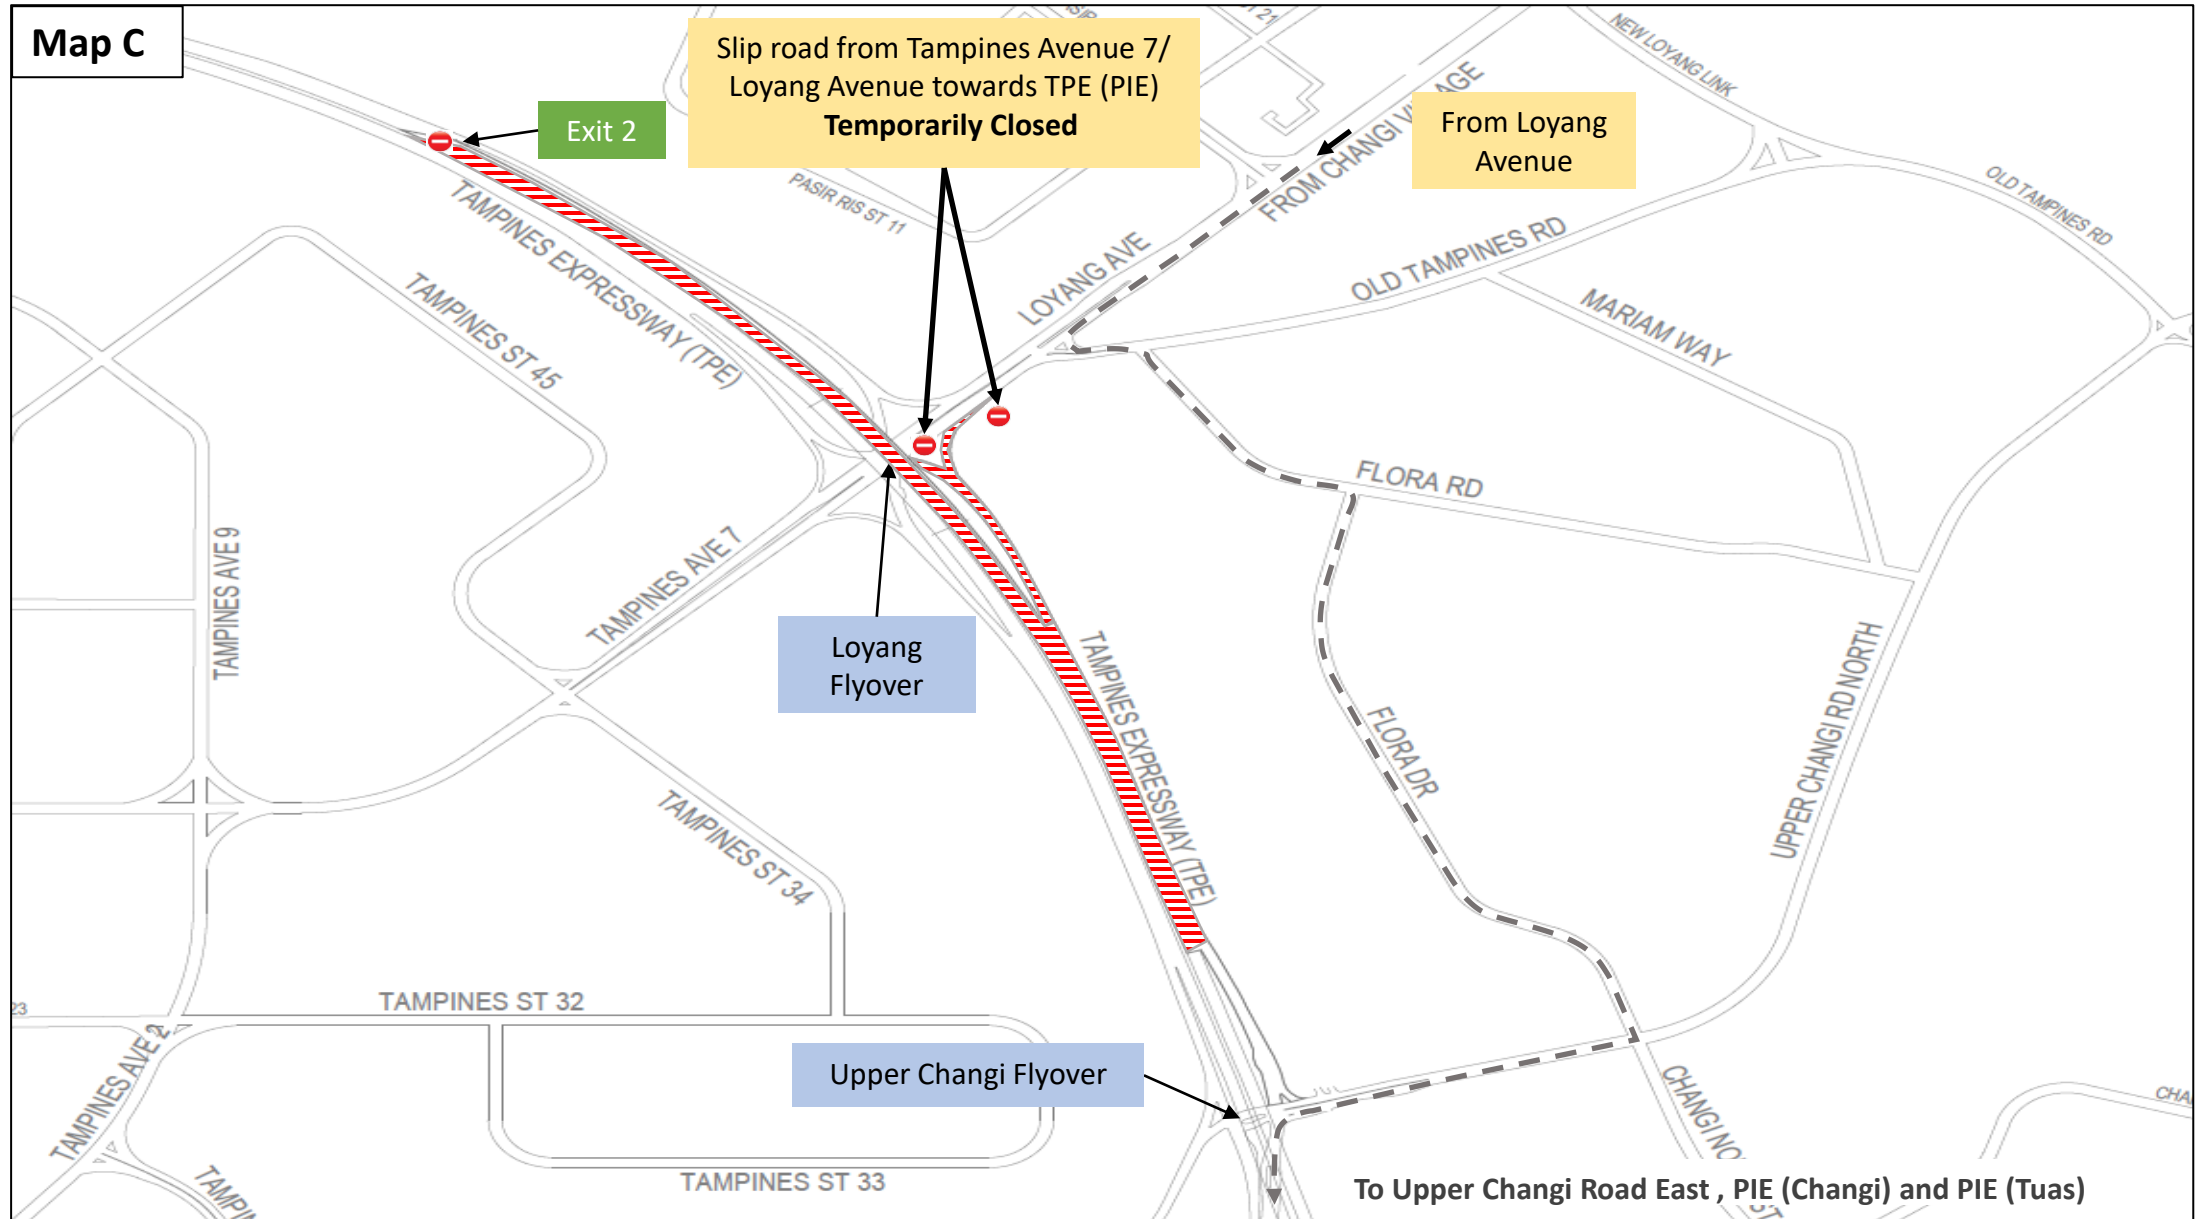 Map C
Slip road from Tampines Avenue 7/
Loyang Avenue towards TPE (PIE)
Temporarily Closed
Exit 2
From Loyang
Avenue
ST 21
NEW LOYANG LINK
FROM CHANGI VILLAGE
PASIR RIS ST 11
OLD TAMPINES RD
TAMPINES EXPRESSWAY (TPE)
LOYANG AVE
OLD TAMPINES RD
TAMPINES ST 45
MARIAM WAY
FLORA RD
TAMPINES AVE 9
TAMPINES AVE 7
Loyang
Flyover
TAMPINES EXPRESSWAY (TPE)
UPPER CHANGI RD NORTH
FLORA DR
TAMPINES ST 34
23
TAMPINES ST 32
TAMPINES AVE 2
Upper Changi Flyover
TAMPINES ST 33
To Upper Changi Road East , PIE (Changi) and PIE (Tuas)